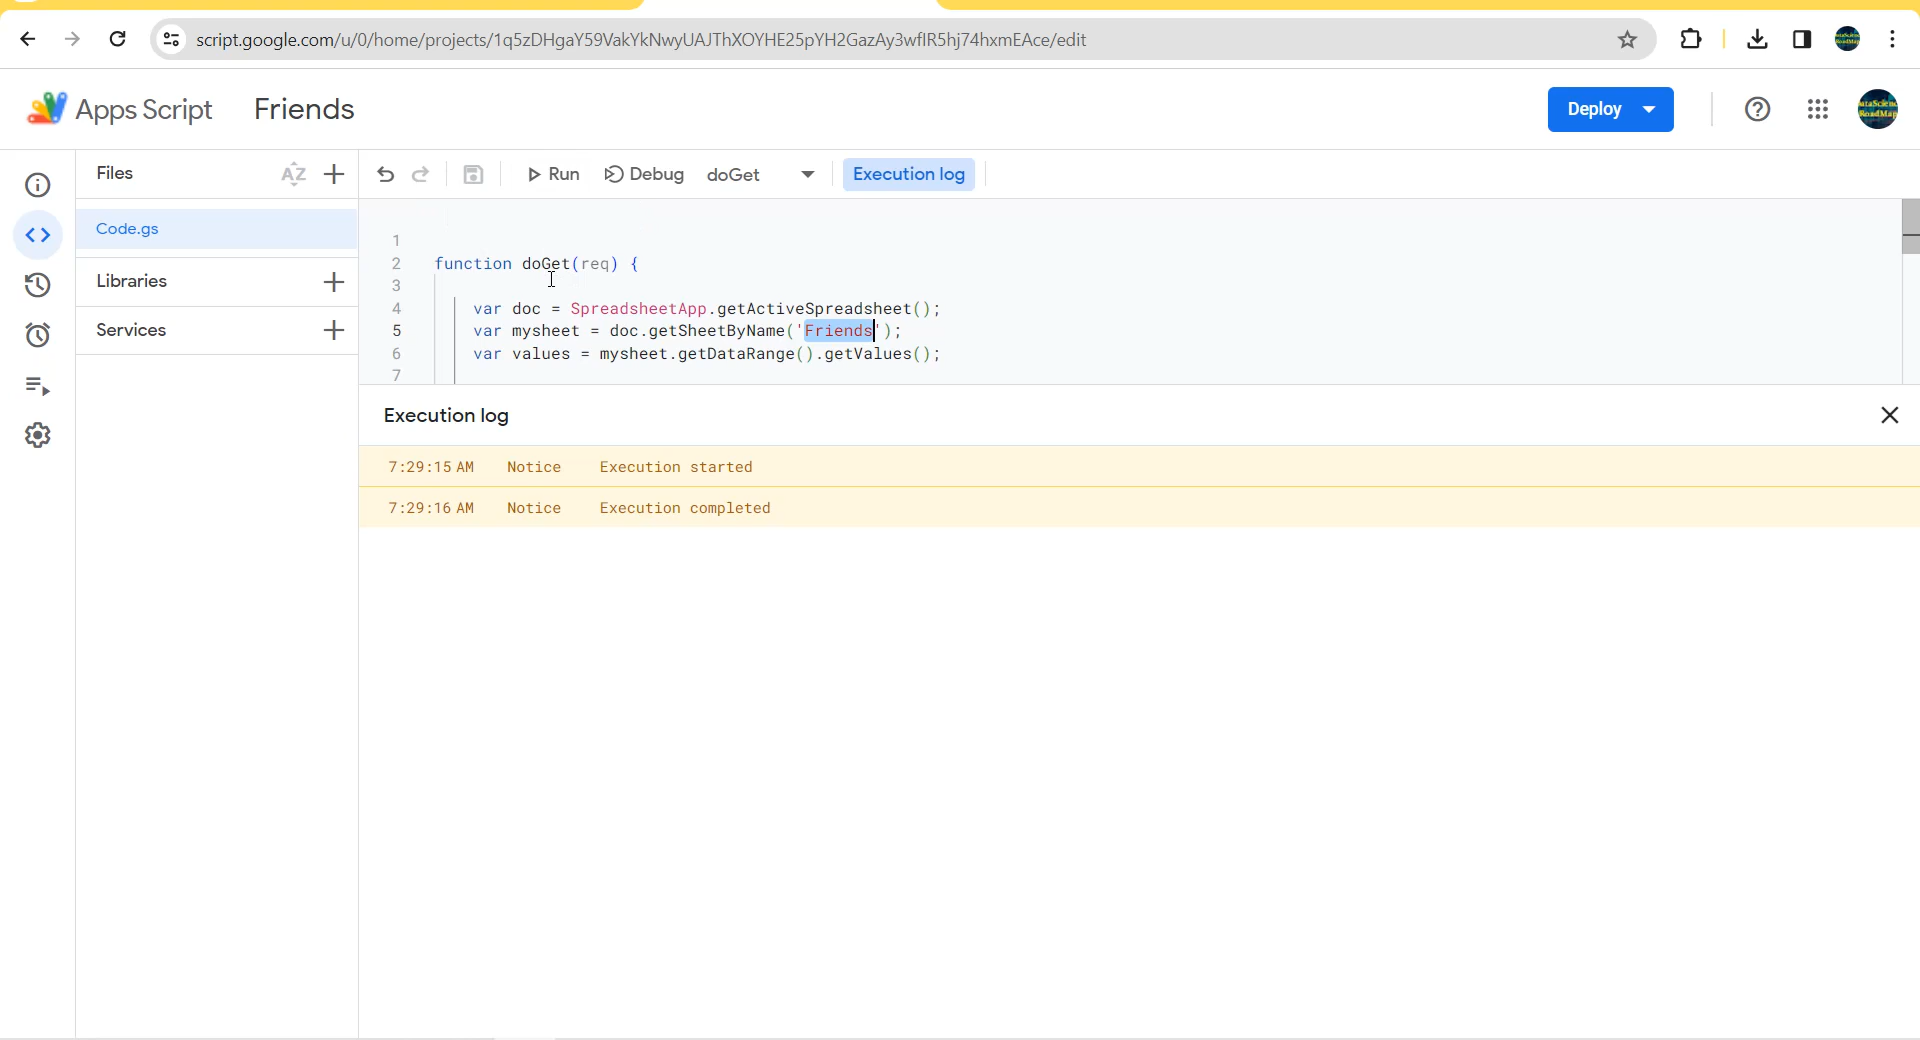 script.google.com/u/0/home/projects/1q5zDHgaY59VakYkNwyUAJThXOYHE25pYH2GazAy3wflR5hj74hxmEAce/edit
Apps Script Friends Deploy
Files AZ Run Debug doGet Execution log
Code.gs
Libraries
Services
1
2 function doGet(req) {
3
4 var doc = SpreadsheetApp.getActiveSpreadsheet();
5 var mysheet = doc.getSheetByName('Friends');
6 var values = mysheet.getDataRange().getValues();
7
Execution log
7:29:15 AM Notice Execution started
7:29:16 AM Notice Execution completed